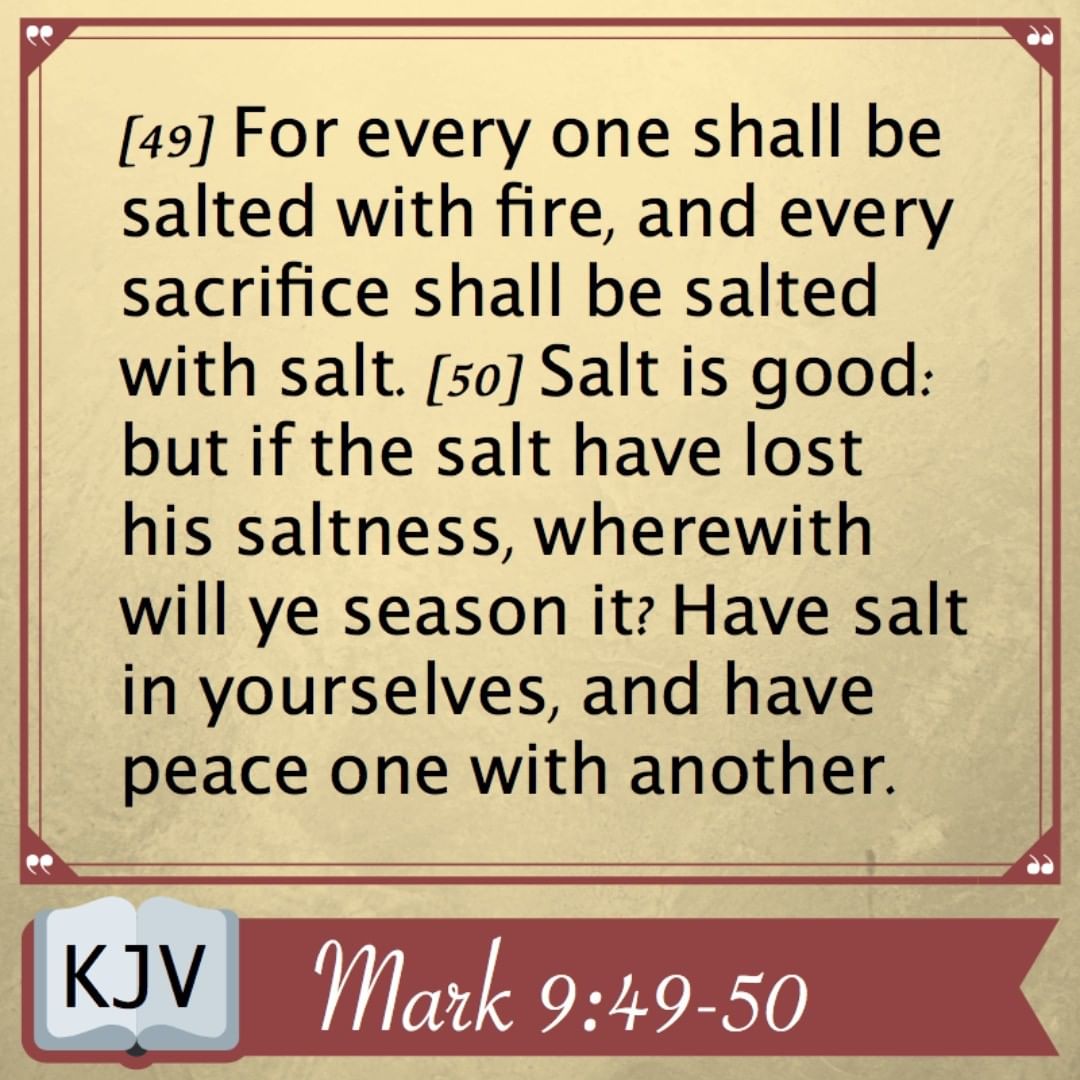 [49] For every one shall be
salted with fire, and every
sacrifice shall be salted
with salt. [50] Salt is good:
but if the salt have lost
his saltness, wherewith
will ye season it? Have salt
in yourselves, and have
peace one with another.
KJV
Mark 9:49-50